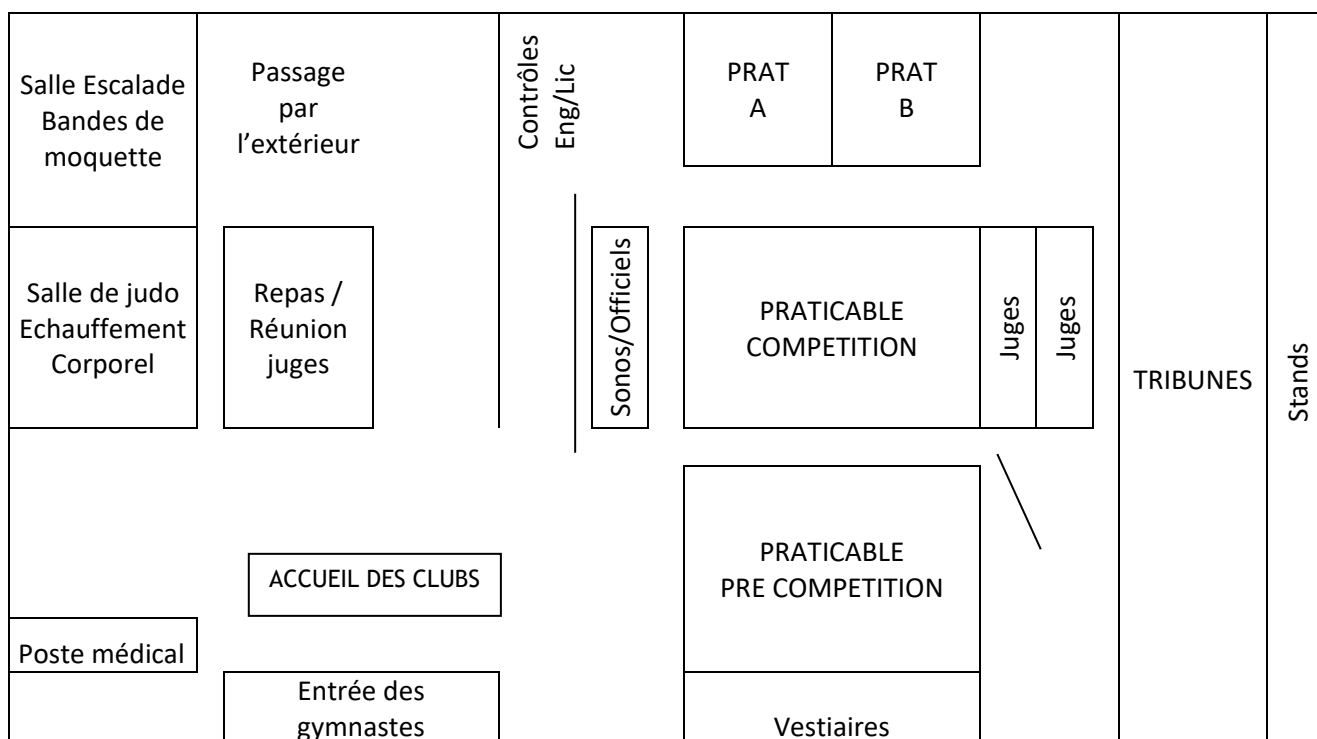 Salle Escalade
Bandes de
moquette
Passage
par
l’extérieur
Contrôles
Eng/Lic
PRAT
A
PRAT
B
Salle de judo
Echauffement
Corporel
Repas /
Réunion
juges
Sonos/Officiels
PRATICABLE
COMPETITION
Juges
Juges
TRIBUNES
Stands
ACCUEIL DES CLUBS
PRATICABLE
PRE COMPETITION
Poste médical
Entrée des
gymnastes
Vestiaires